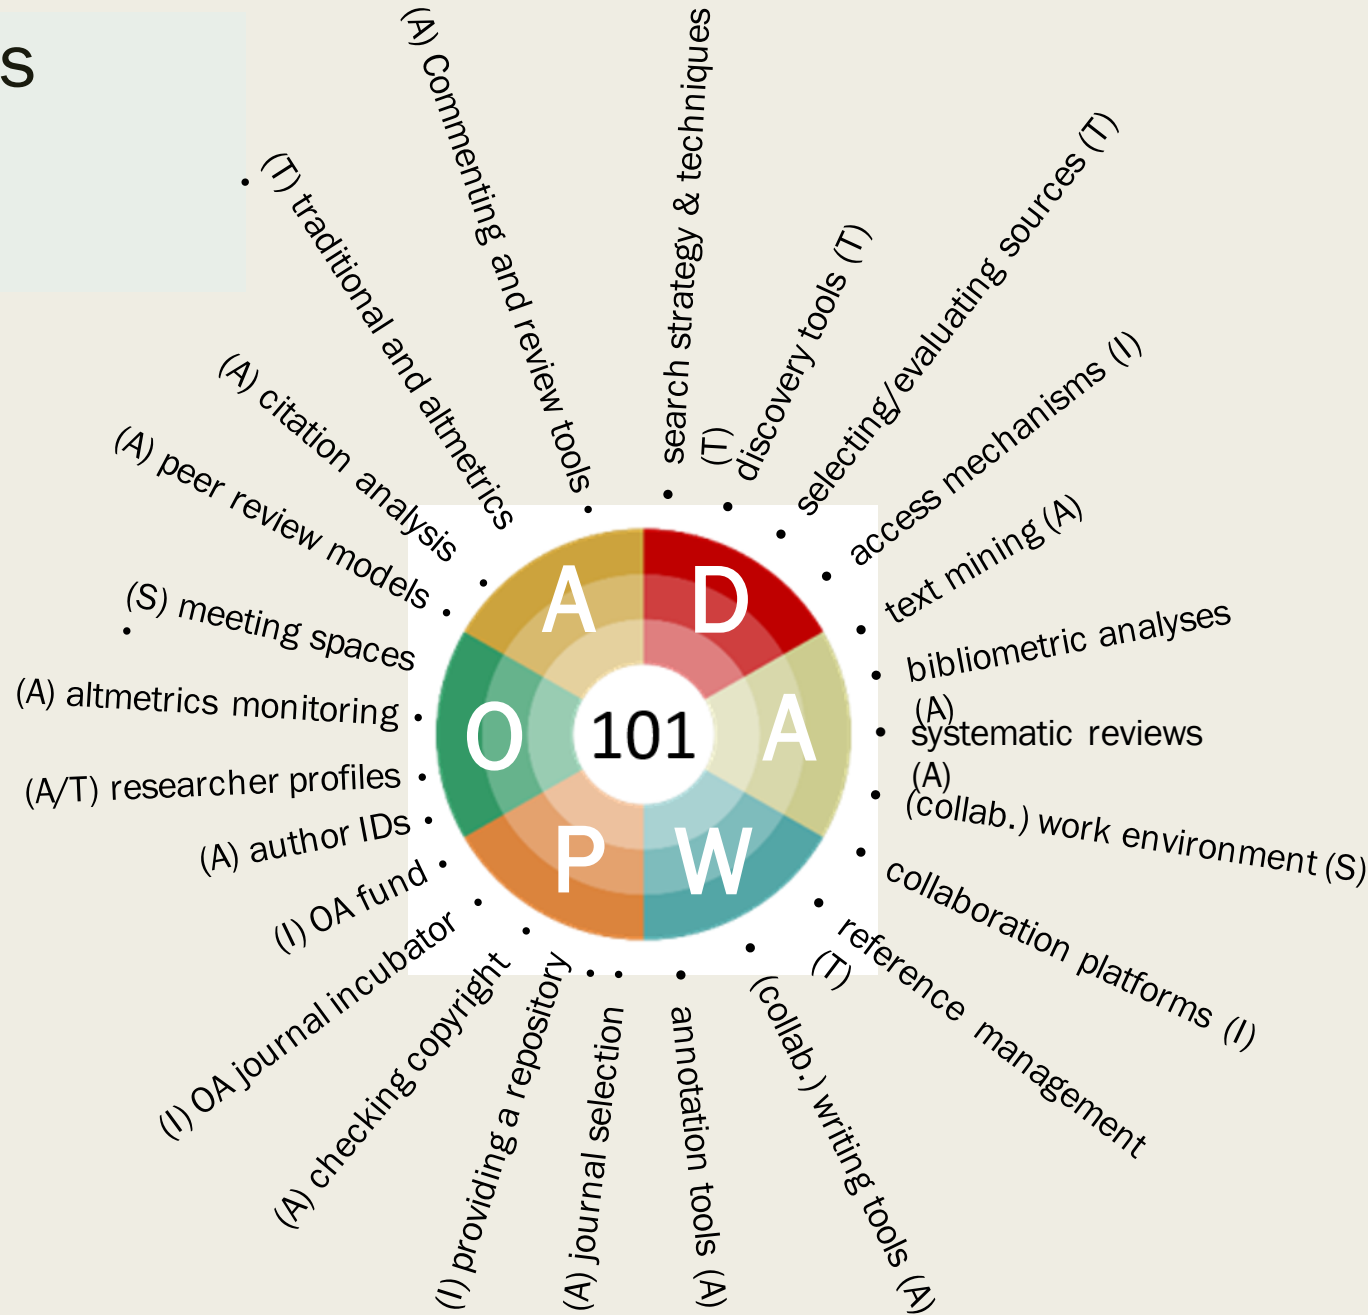 s
search strategy & techniques
(T)
discovery tools (T)
selecting/evaluating sources (T)
access mechanisms (I)
text mining (A)
bibliometric analyses
(A)
systematic reviews
(A)
(collab.) work environment (S)
collaboration platforms (I)
reference management
(T)
(collab.) writing tools (A)
annotation tools (A)
(A) journal selection
(I) providing a repository
(A) checking copyright
(I) OA journal incubator
(I) OA fund
(A) author IDs
(A/T) researcher profiles
(A) altmetrics monitoring
(S) meeting spaces
(A) peer review models
(A) citation analysis
(T) traditional and altmetrics
(A) Commenting and review tools
A D
O 101 A
P W